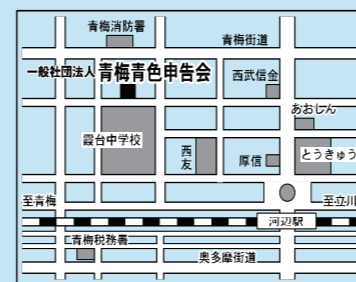 青梅消防署
青梅街道
一般社団法人 青梅青色申告会
西武信金
あおしん
霞台中学校
西友
厚信
とうきゅう
至青梅
至立川
河辺駅
青梅税務署
奥多摩街道